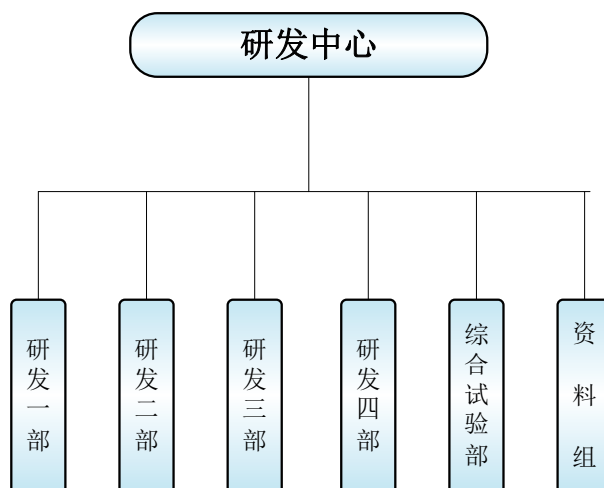 研发中心
研发一部
研发二部
研发三部
研发四部
综合试验部
资料组